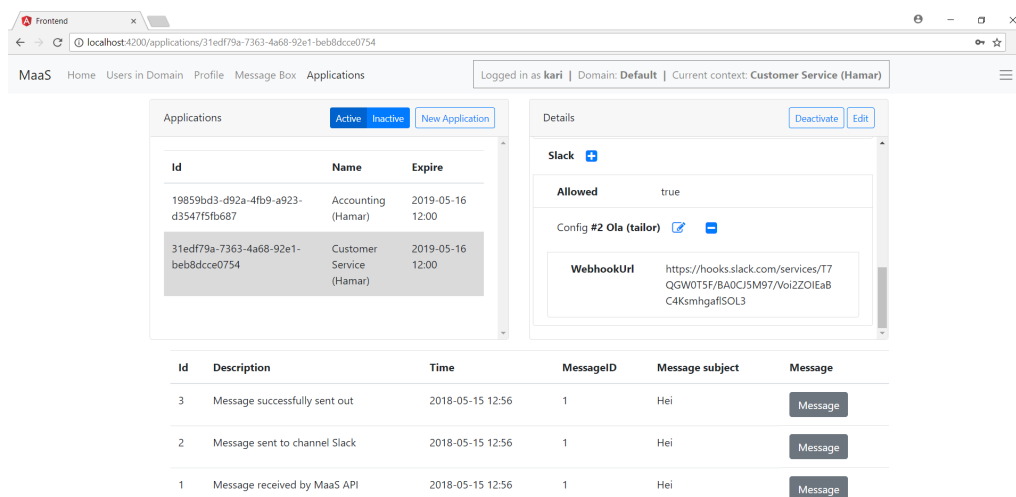 Frontend
localhost:4200/applications/31edf79a-7363-4a68-92e1-beb8dcce0754
MaaS Home Users in Domain Profile Message Box Applications
Logged in as kari | Domain: Default | Current context: Customer Service (Hamar)
Applications Active Inactive New Application
Id Name Expire
19859bd3-d92a-4fb9-a923- Accounting 2019-05-16
d3547f5fb687 (Hamar) 12:00
31edf79a-7363-4a68-92e1- Customer 2019-05-16
beb8dcce0754 Service 12:00
(Hamar)
Details Deactivate Edit
Slack
Allowed true
Config #2 Ola (tailor)
WebhookUrl https://hooks.slack.com/services/T7
QGW0T5F/BA0CJ5M97/Voi2ZOIEaB
C4KsmhgaflSOL3
Id Description Time MessageID Message subject Message
3 Message successfully sent out 2018-05-15 12:56 1 Hei Message
2 Message sent to channel Slack 2018-05-15 12:56 1 Hei Message
1 Message received by MaaS API 2018-05-15 12:56 1 Hei Message